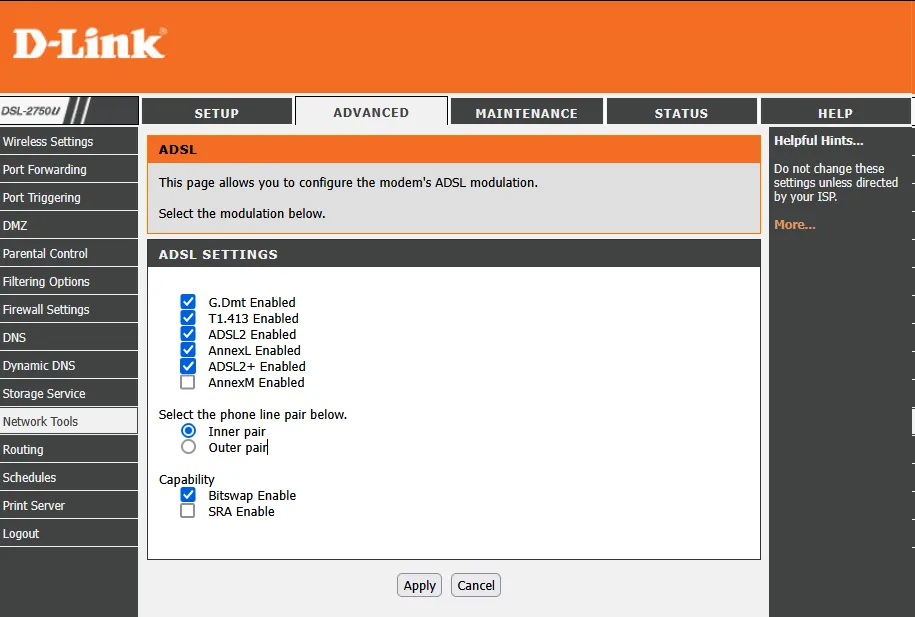 D-Link
DSL-2750U
SETUP
ADVANCED
MAINTENANCE
STATUS
HELP
Wireless Settings
Port Forwarding
Port Triggering
DMZ
Parental Control
Filtering Options
Firewall Settings
DNS
Dynamic DNS
Storage Service
Network Tools
Routing
Schedules
Print Server
Logout
ADSL
This page allows you to configure the modem's ADSL modulation.
Select the modulation below.
ADSL SETTINGS
G.Dmt Enabled
T1.413 Enabled
ADSL2 Enabled
AnnexL Enabled
ADSL2+ Enabled
AnnexM Enabled
Select the phone line pair below.
Inner pair
Outer pair
Capability
Bitswap Enable
SRA Enable
Apply
Cancel
Helpful Hints...
Do not change these
settings unless directed
by your ISP.
More...